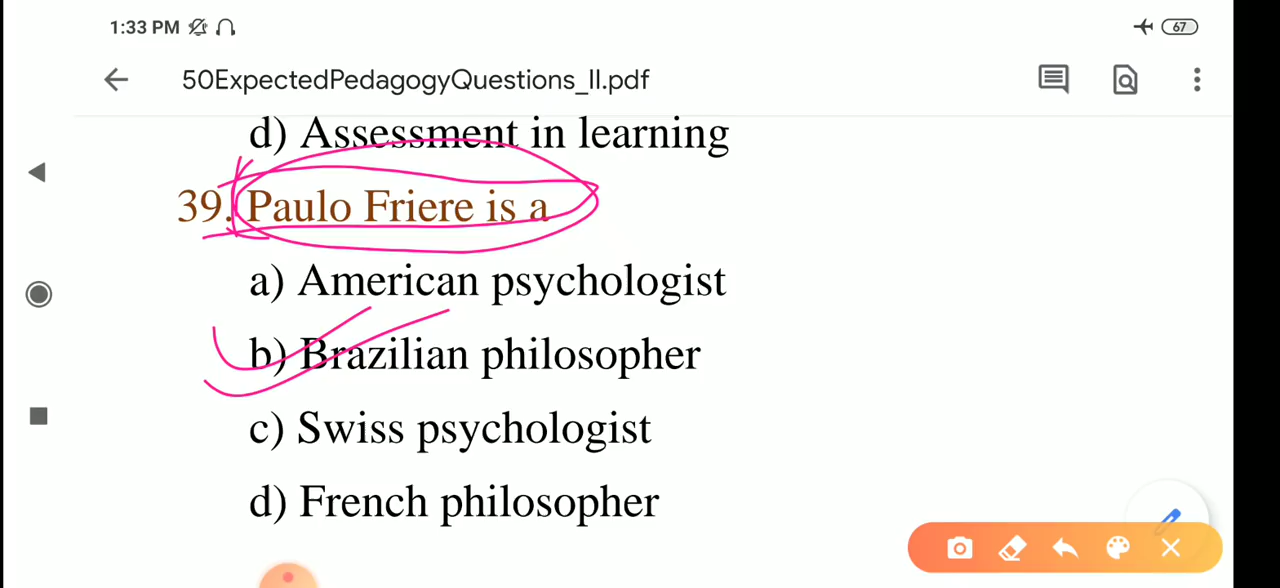 1:33 PM
67
50ExpectedPedagogyQuestions_II.pdf
d) Assessment in learning
39. Paulo Friere is a
a) American psychologist
b) Brazilian philosopher
c) Swiss psychologist
d) French philosopher